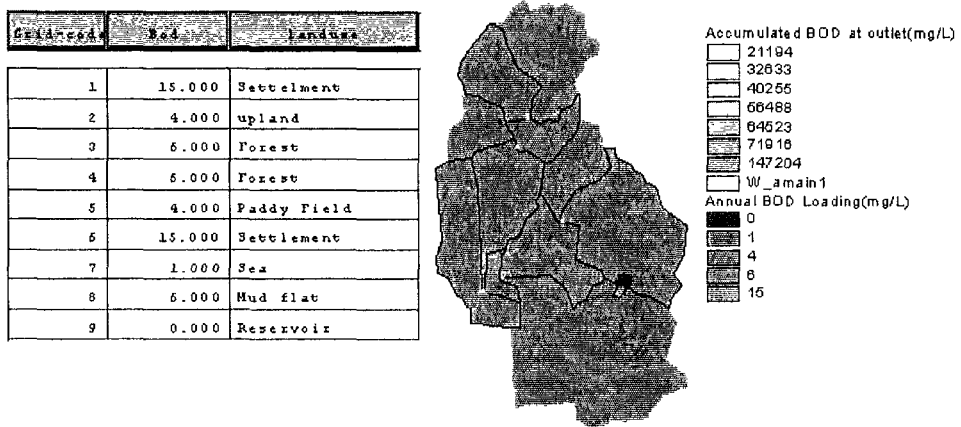 Grid-code Bod landuse
1 15.000 Settelment
2 4.000 upland
3 6.000 Forest
4 6.000 Forest
5 4.000 Paddy Field
6 15.000 Settlement
7 1.000 Sea
8 6.000 Mud flat
9 0.000 Reservoir
Accumulated BOD at outlet(mg/L)
21194
32633
40255
56488
64523
71916
147204
W_amain1
Annual BOD Loading(mg/L)
0
1
4
6
15